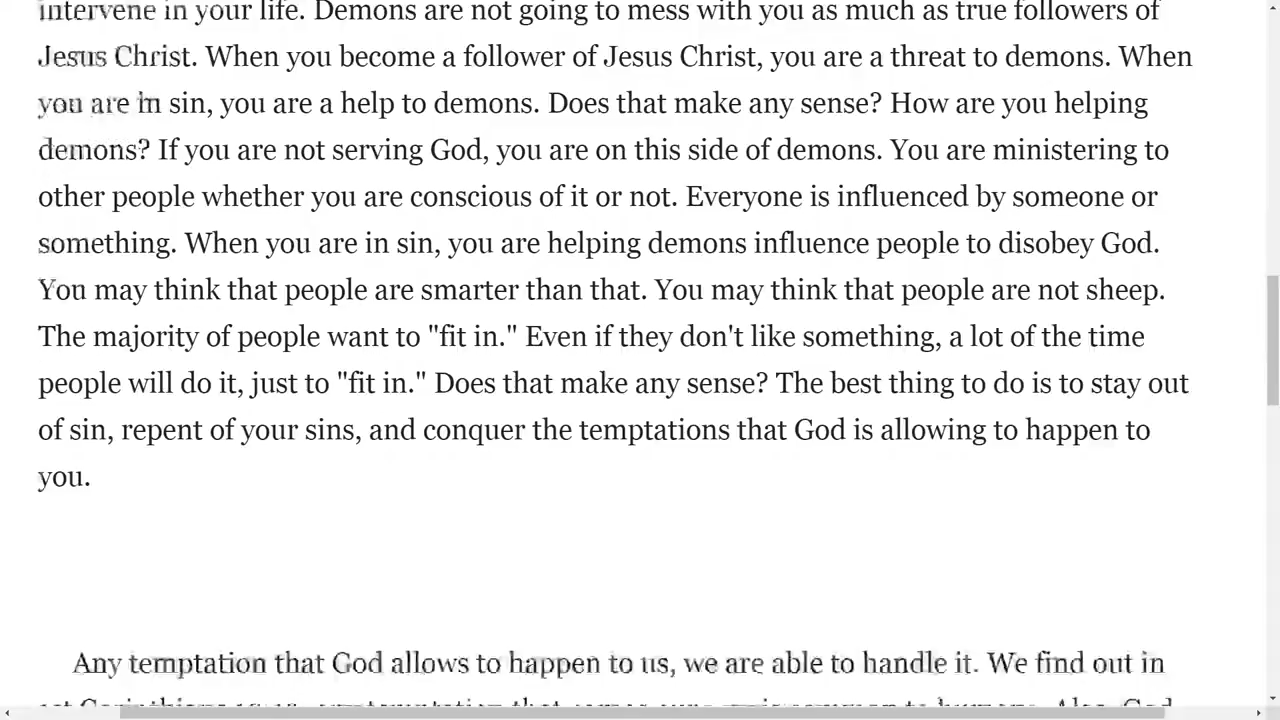 intervene in your life. Demons are not going to mess with you as much as true followers of
Jesus Christ. When you become a follower of Jesus Christ, you are a threat to demons. When
you are in sin, you are a help to demons. Does that make any sense? How are you helping
demons? If you are not serving God, you are on this side of demons. You are ministering to
other people whether you are conscious of it or not. Everyone is influenced by someone or
something. When you are in sin, you are helping demons influence people to disobey God.
You may think that people are smarter than that. You may think that people are not sheep.
The majority of people want to "fit in." Even if they don't like something, a lot of the time
people will do it, just to "fit in." Does that make any sense? The best thing to do is to stay out
of sin, repent of your sins, and conquer the temptations that God is allowing to happen to
you.
Any temptation that God allows to happen to us, we are able to handle it. We find out in